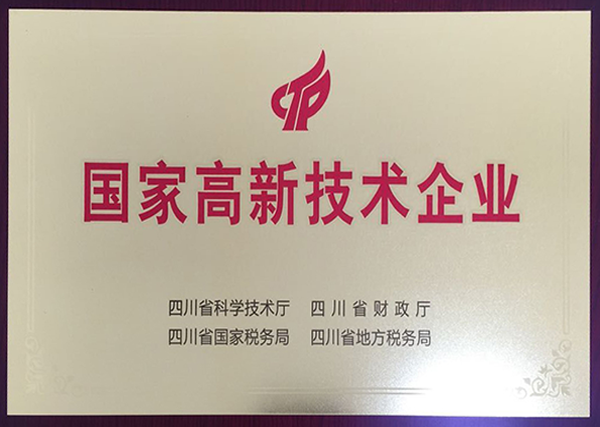 国家高新技术企业
四川省科学技术厅 四川省财政厅
四川省国家税务局 四川省地方税务局